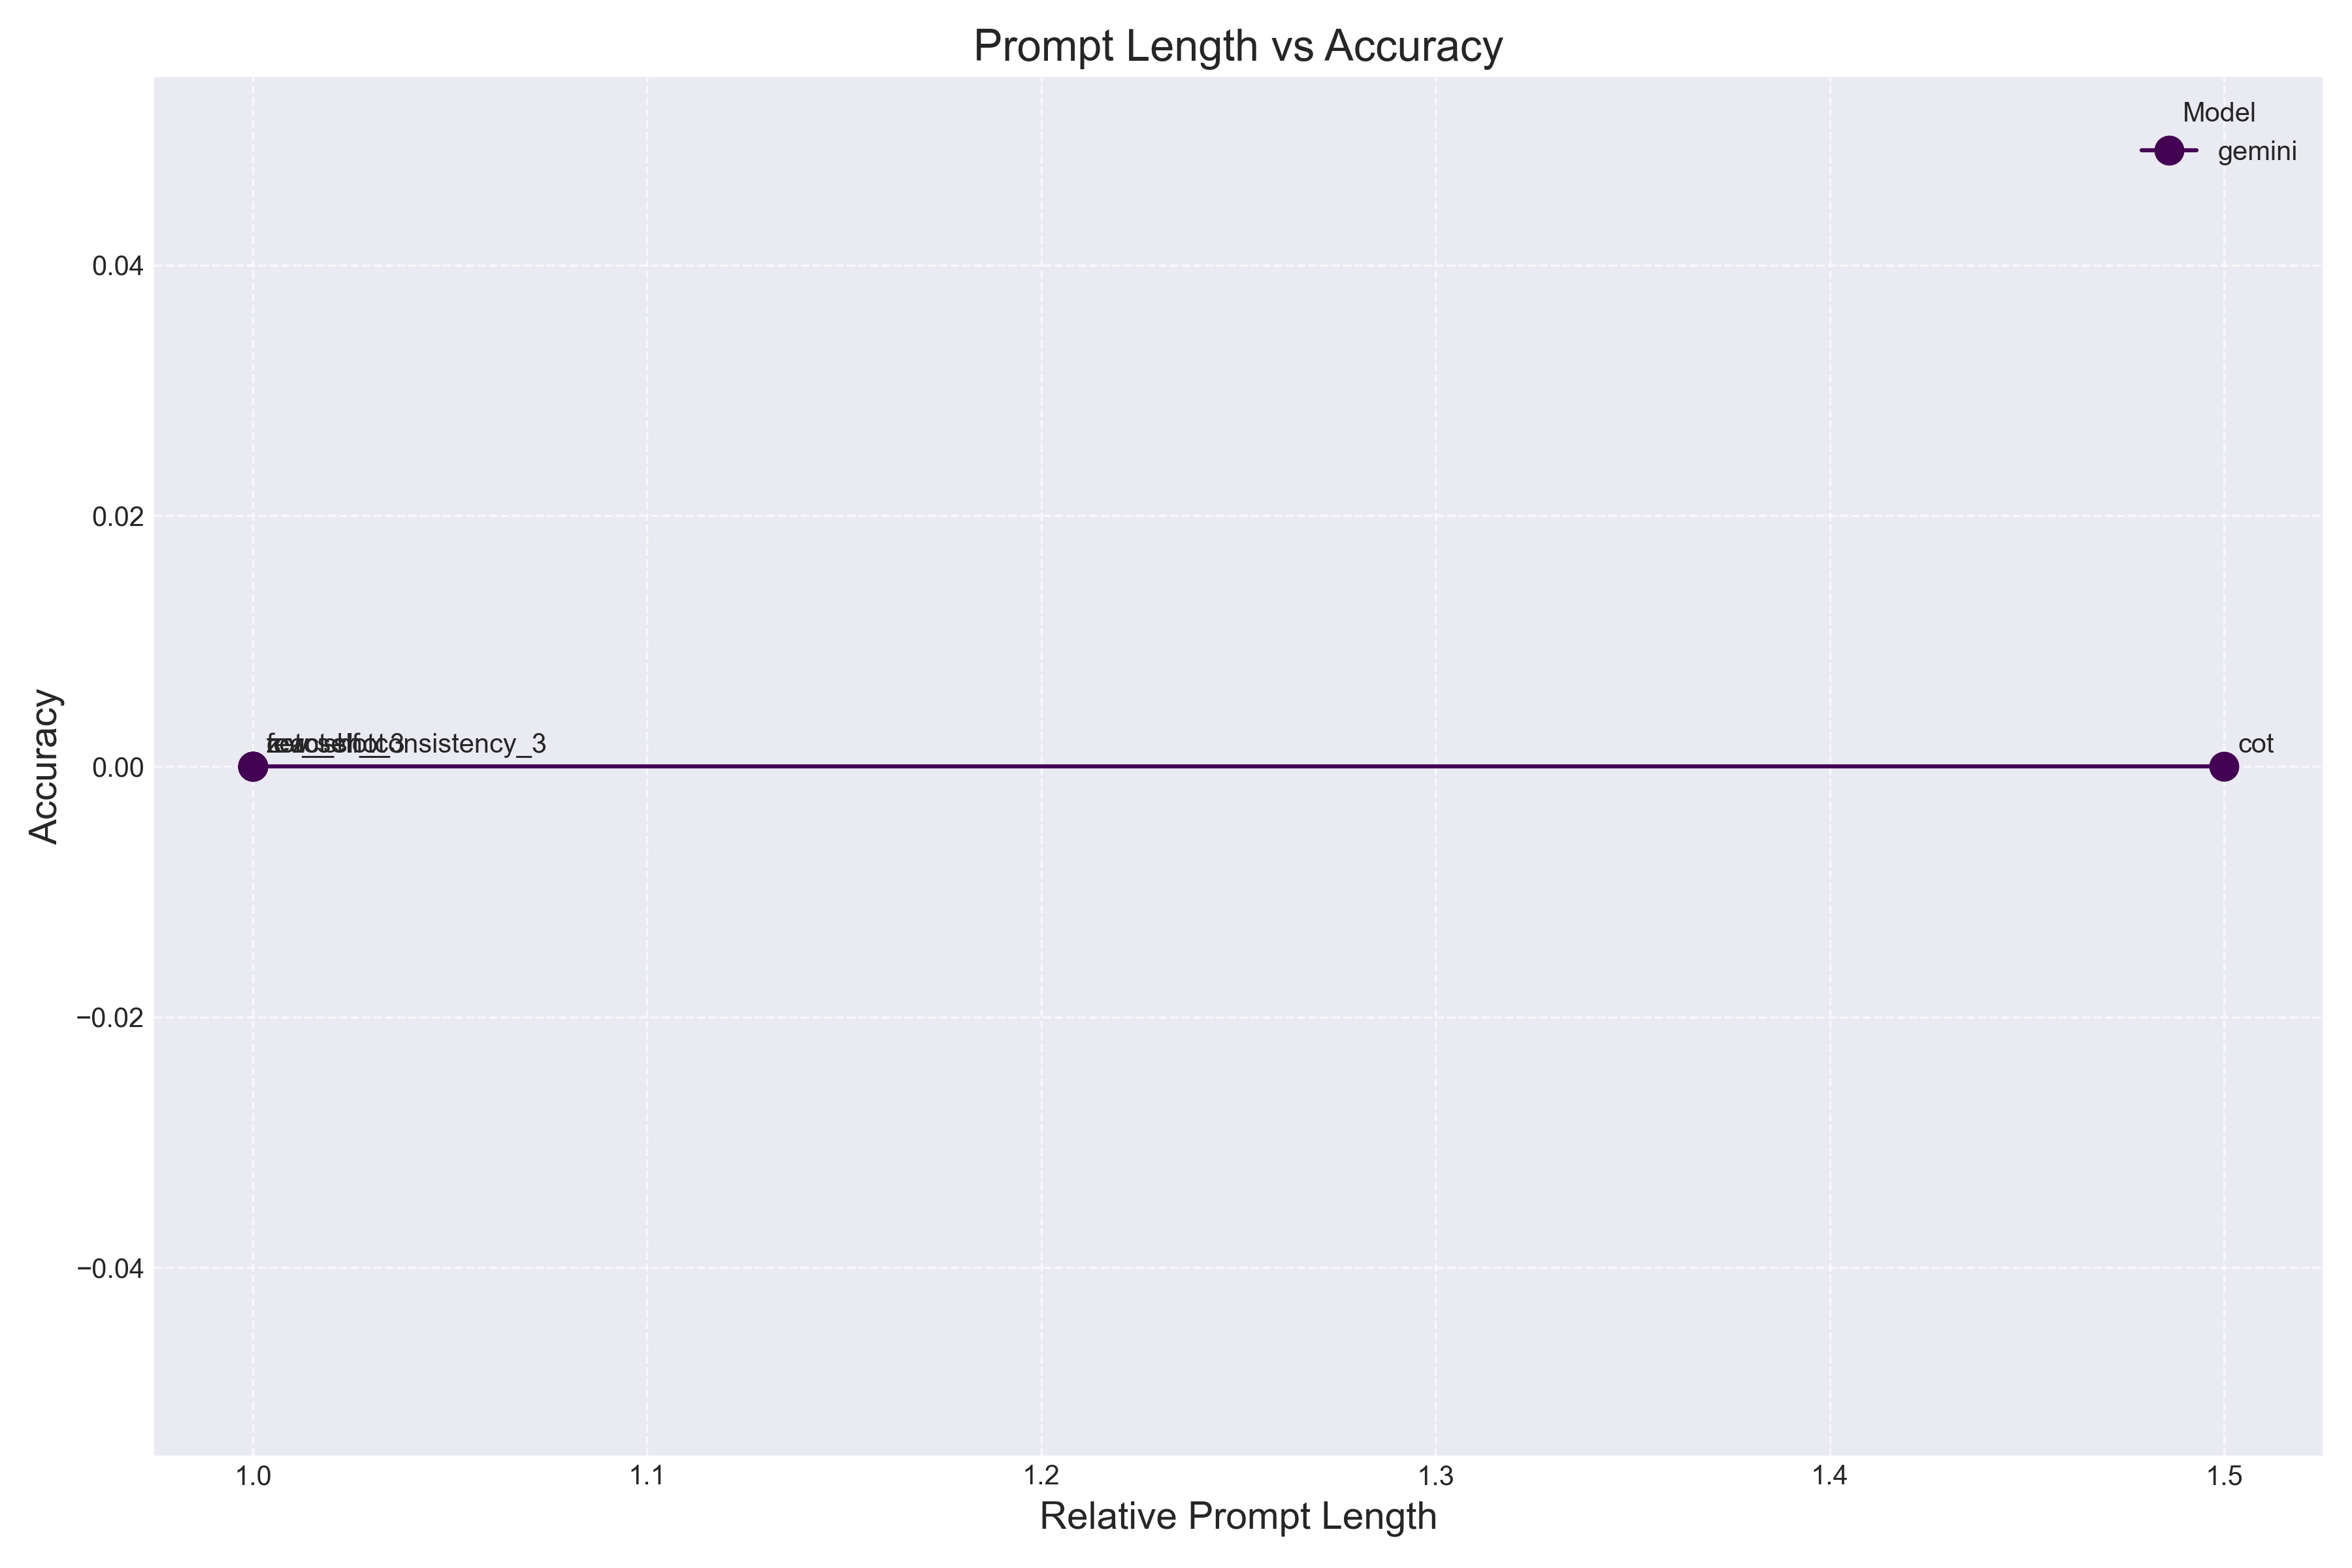 Prompt Length vs Accuracy
Model
gemini
0.04
0.02
0.00
−0.02
−0.04
Accuracy
cot
1.0 1.1 1.2 1.3 1.4 1.5
Relative Prompt Length